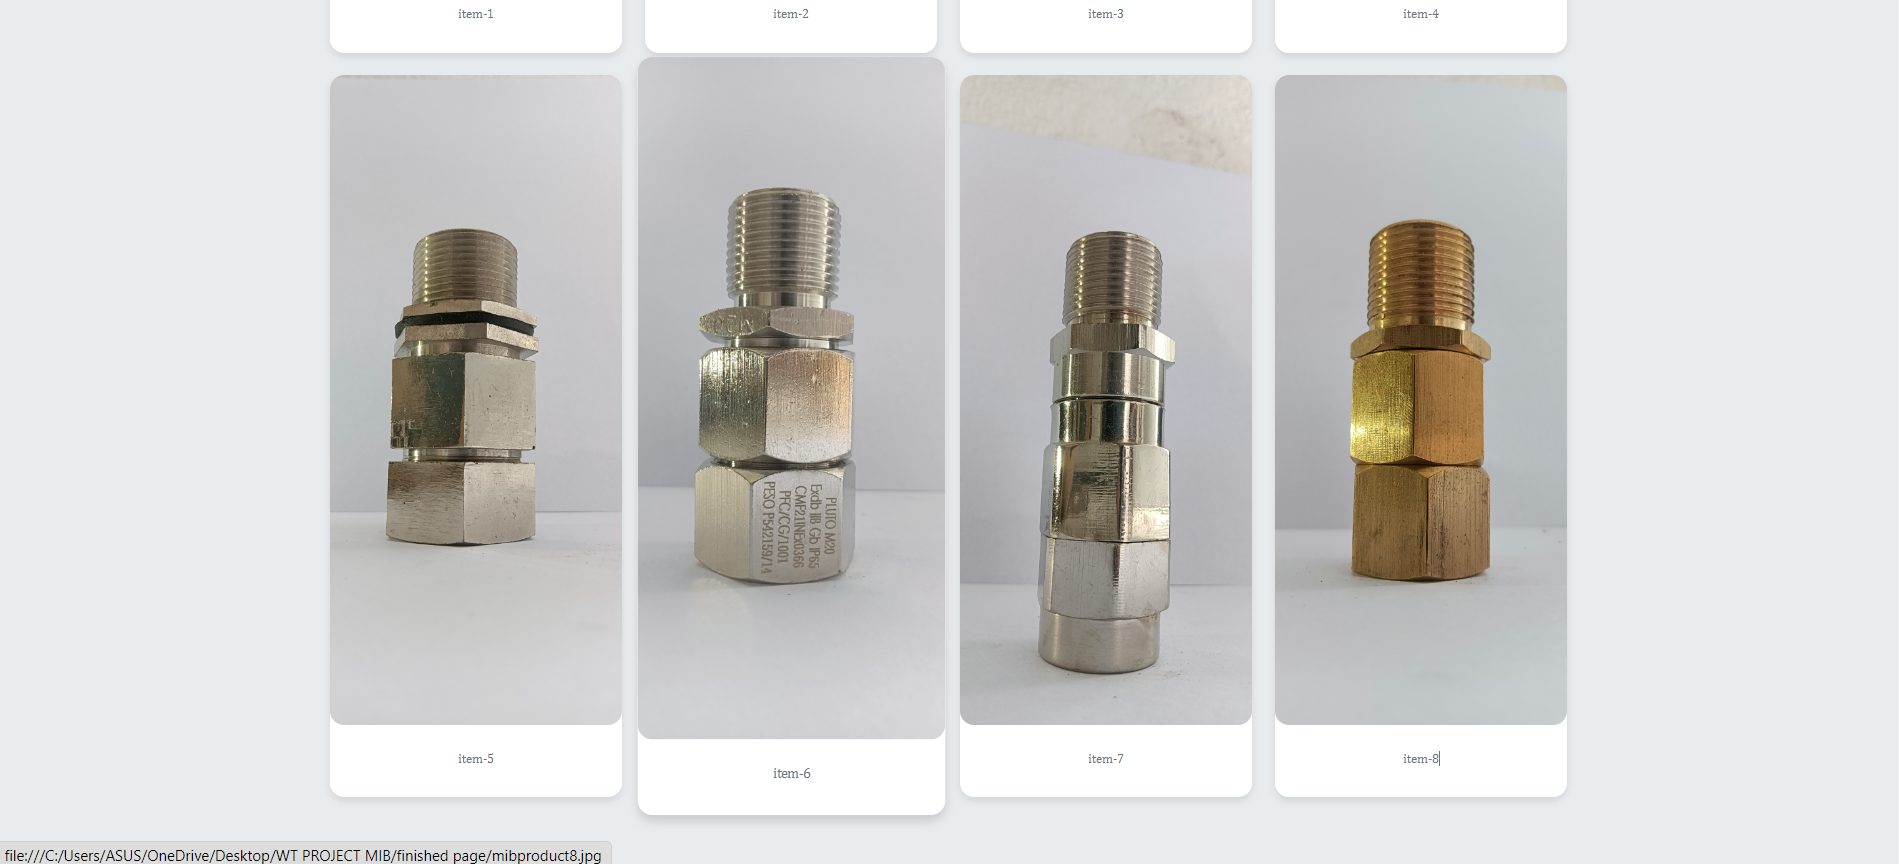 item-1
item-2
item-3
item-4
PLUTO M20
Exdb IIB Gb IP65
PFC/CG/1001
PESO P542159/14
item-5
item-6
item-7
item-8
file:///C:/Users/ASUS/OneDrive/Desktop/WT PROJECT MIB/finished page/mibproduct8.jpg